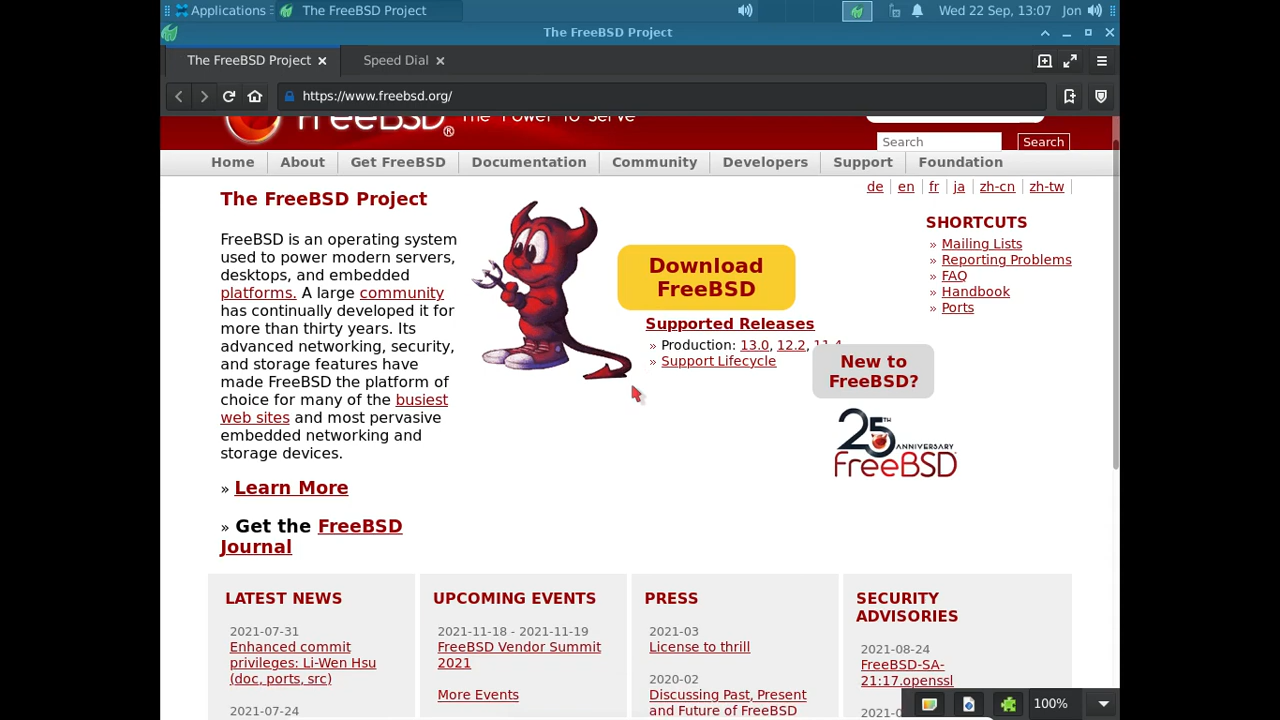 Applications
The FreeBSD Project
Wed 22 Sep, 13:07
Jon
The FreeBSD Project
The FreeBSD Project
Speed Dial
https://www.freebsd.org/
FreeBSD® The Power To Serve
Search
Search
Home
About
Get FreeBSD
Documentation
Community
Developers
Support
Foundation
de
en
fr
ja
zh-cn
zh-tw
The FreeBSD Project
FreeBSD is an operating system
used to power modern servers,
desktops, and embedded
platforms. A large community
has continually developed it for
more than thirty years. Its
advanced networking, security,
and storage features have
made FreeBSD the platform of
choice for many of the busiest
web sites and most pervasive
embedded networking and
storage devices.
» Learn More
» Get the FreeBSD
Journal
Download
FreeBSD
Supported Releases
» Production: 13.0, 12.2, 11.4
» Support Lifecycle
New to
FreeBSD?
25TH
ANNIVERSARY
FreeBSD
SHORTCUTS
» Mailing Lists
» Reporting Problems
» FAQ
» Handbook
» Ports
LATEST NEWS
2021-07-31
Enhanced commit
privileges: Li-Wen Hsu
(doc, ports, src)
2021-07-24
UPCOMING EVENTS
2021-11-18 - 2021-11-19
FreeBSD Vendor Summit
2021
More Events
PRESS
2021-03
License to thrill
2020-02
Discussing Past, Present
and Future of FreeBSD
SECURITY
ADVISORIES
2021-08-24
FreeBSD-SA-
21:17.openssl
100%